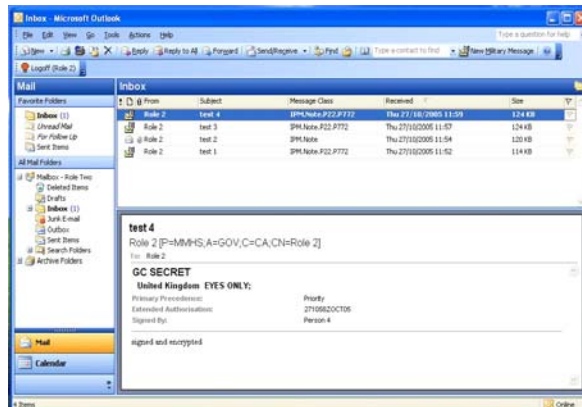 Inbox - Microsoft Outlook
File Edit View Go Tools Actions Help Type a question for help
New Reply Reply to All Forward Send/Receive Find Type a contact to find New Military Message
Logoff (Role 2)
Mail
Inbox
Favorite Folders
Inbox (1)
Unread Mail
For Follow Up
Sent Items
All Mail Folders
Mailbox - Role Two
Deleted Items
Drafts
Inbox (1)
Junk E-mail
Outbox
Sent Items
Search Folders
Archive Folders
Mail
Calendar
! From Subject Message Class Received Size
Role 2 test 4 IPM.Note.P22.P772 Thu 27/10/2005 11:59 124 KB
Role 2 test 3 IPM.Note.P22.P772 Thu 27/10/2005 11:57 124 KB
Role 2 test 2 IPM.Note Thu 27/10/2005 11:54 120 KB
Role 2 test 1 IPM.Note.P22.P772 Thu 27/10/2005 11:52 114 KB
test 4
Role 2 [P=MMHS;A=GOV;C=CA;CN=Role 2]
To: Role 2
GC SECRET
United Kingdom EYES ONLY;
Primary Precedence: Priority
Extended Authorisation: 271058ZOCT05
Signed By: Person 4
signed and encrypted
4 Items
Online